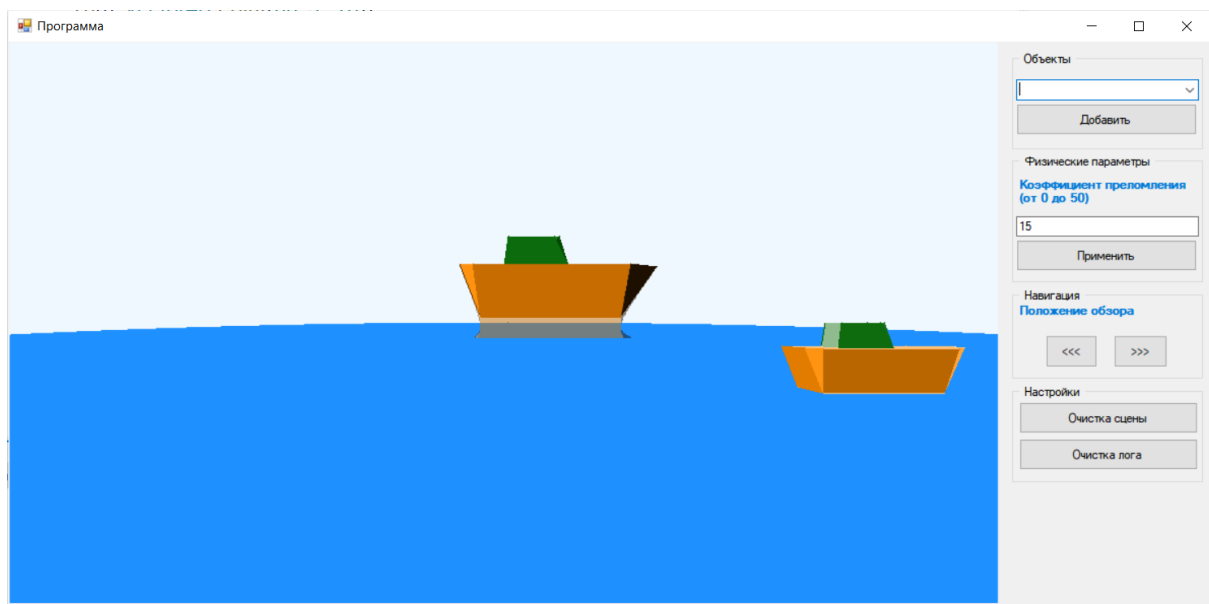 Программа
Объекты
Добавить
Физические параметры
Коэффициент преломления
(от 0 до 50)
15
Применить
Навигация
Положение обзора
<<<
>>>
Настройки
Очистка сцены
Очистка лога